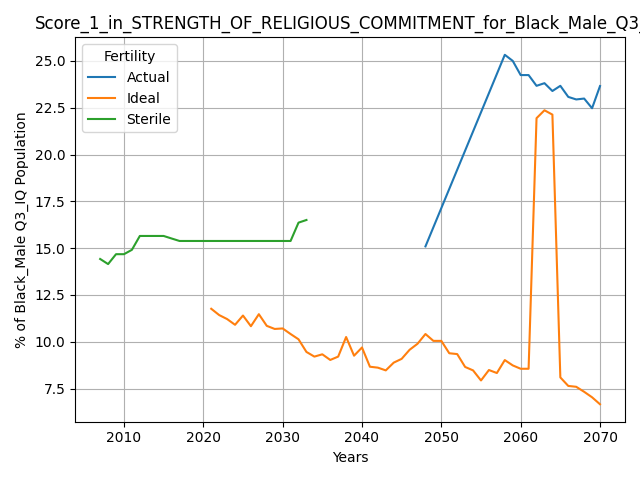 Score_1_in_STRENGTH_OF_RELIGIOUS_COMMITMENT_for_Black_Male_Q3_
Fertility
Actual
Ideal
Sterile
% of Black_Male Q3_IQ Population
25.0
22.5
20.0
17.5
15.0
12.5
10.0
7.5
2010 2020 2030 2040 2050 2060 2070
Years